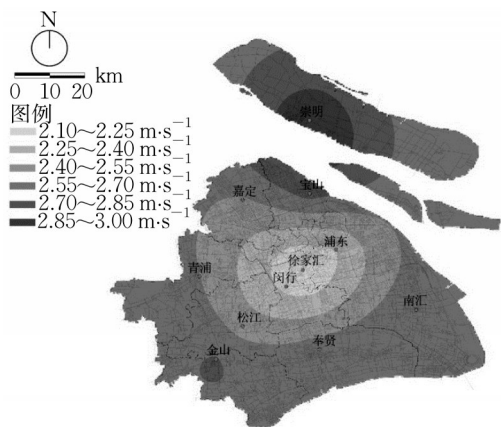 N
0 10 20 km
图例
2.10～2.25 m·s⁻¹
2.25～2.40 m·s⁻¹
2.40～2.55 m·s⁻¹
2.55～2.70 m·s⁻¹
2.70～2.85 m·s⁻¹
2.85～3.00 m·s⁻¹
崇明
宝山
嘉定
浦东
徐家汇
青浦
闵行
南汇
松江
奉贤
金山